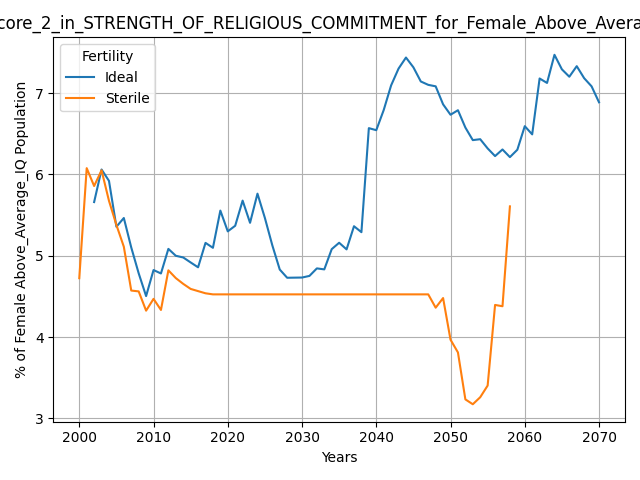 core_2_in_STRENGTH_OF_RELIGIOUS_COMMITMENT_for_Female_Above_Avera
Fertility
Ideal
Sterile
% of Female Above_Average_IQ Population
7
6
5
4
3
2000 2010 2020 2030 2040 2050 2060 2070
Years